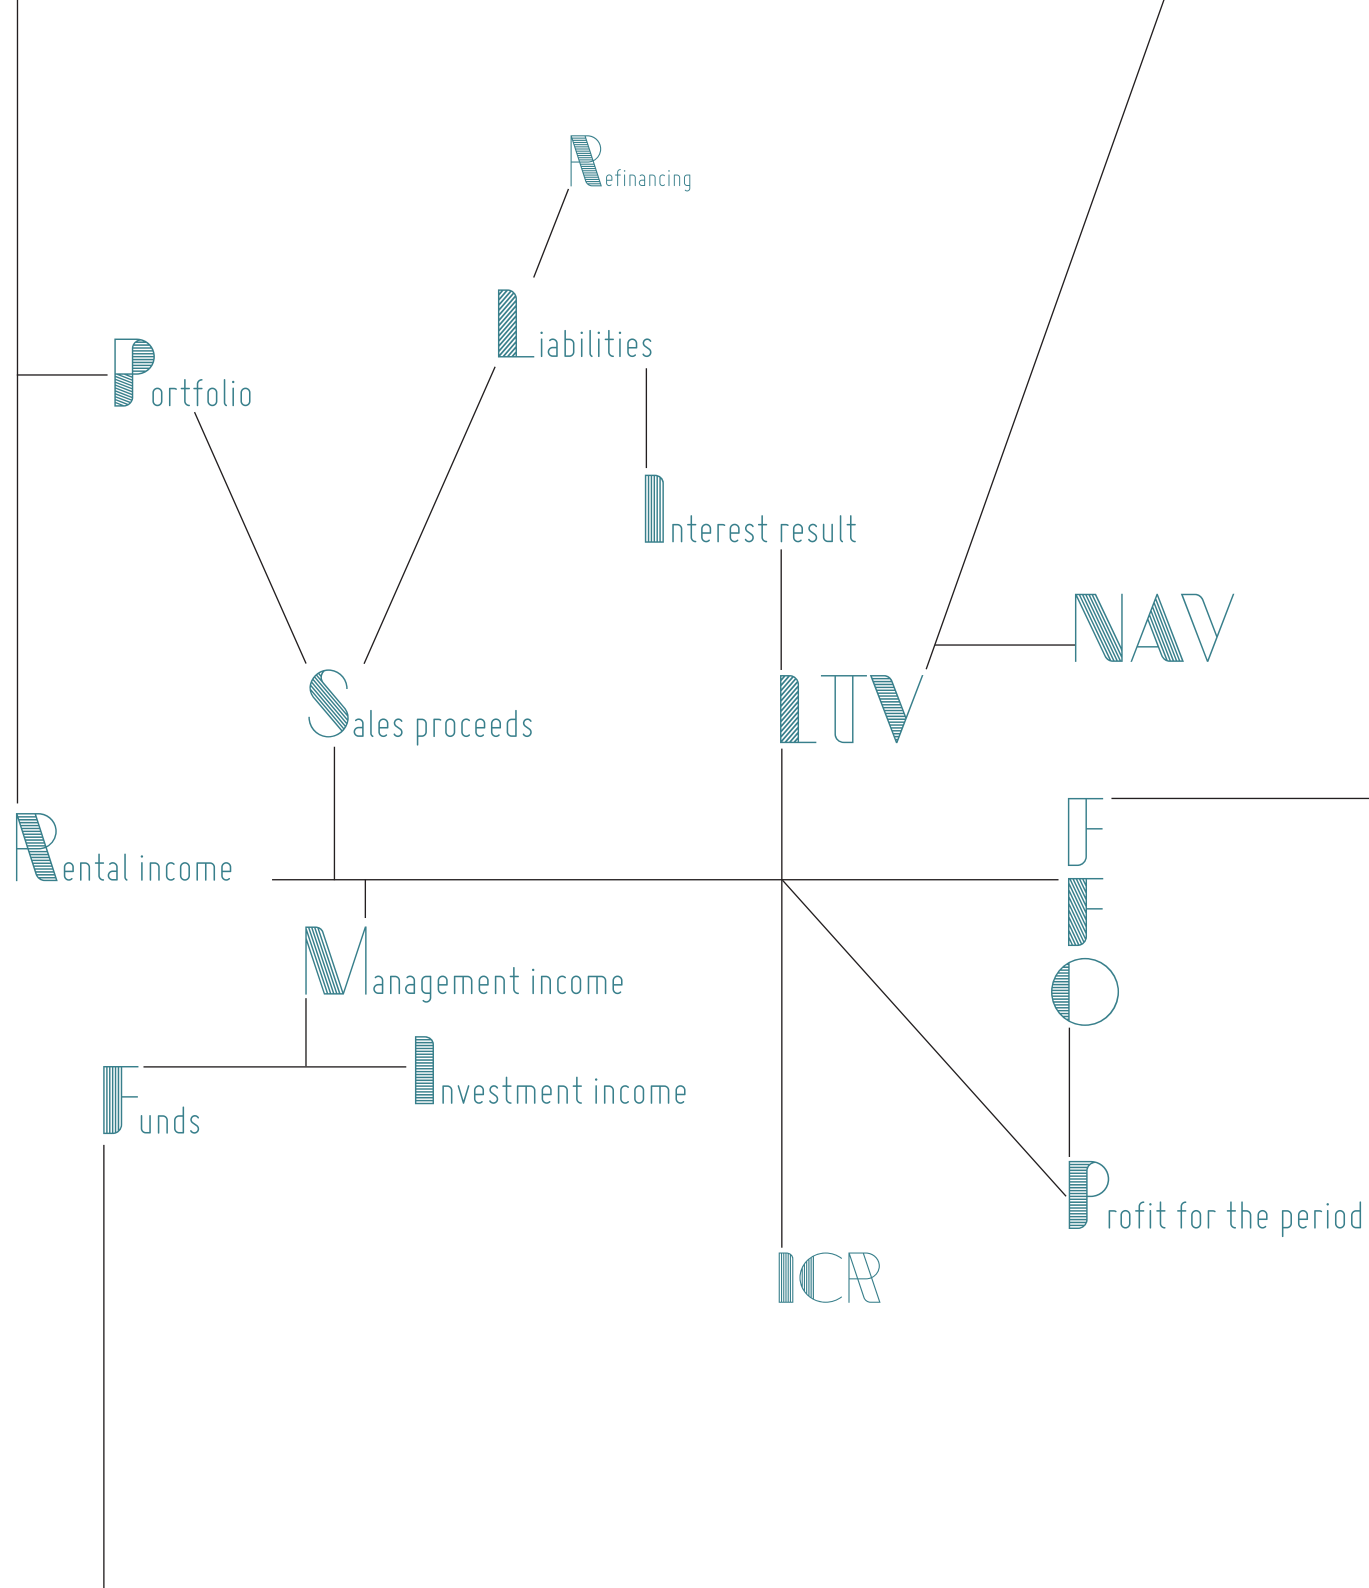 Refinancing
Liabilities
Portfolio
Interest result
NAV
Sales proceeds
LTV
Rental income
FFO
Management income
Investment income
Funds
Profit for the period
ICR